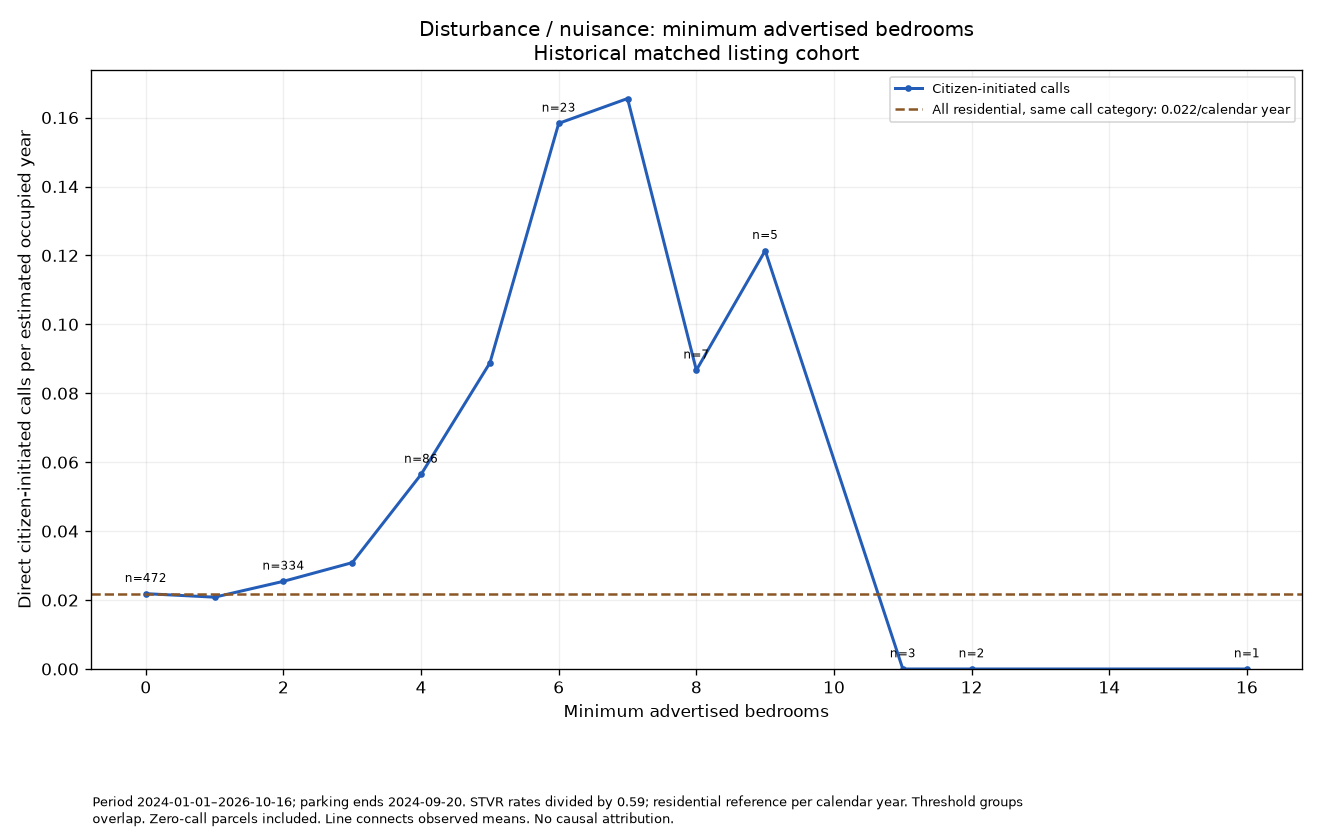 Disturbance / nuisance: minimum advertised bedrooms
Historical matched listing cohort
Citizen-initiated calls
All residential, same call category: 0.022/calendar year
Direct citizen-initiated calls per estimated occupied year
0.16
0.14
0.12
0.10
0.08
0.06
0.04
0.02
0.00
n=472
n=334
n=86
n=23
n=7
n=5
n=3
n=2
n=1
0 2 4 6 8 10 12 14 16
Minimum advertised bedrooms
Period 2024-01-01–2026-10-16; parking ends 2024-09-20. STVR rates divided by 0.59; residential reference per calendar year. Threshold groups
overlap. Zero-call parcels included. Line connects observed means. No causal attribution.